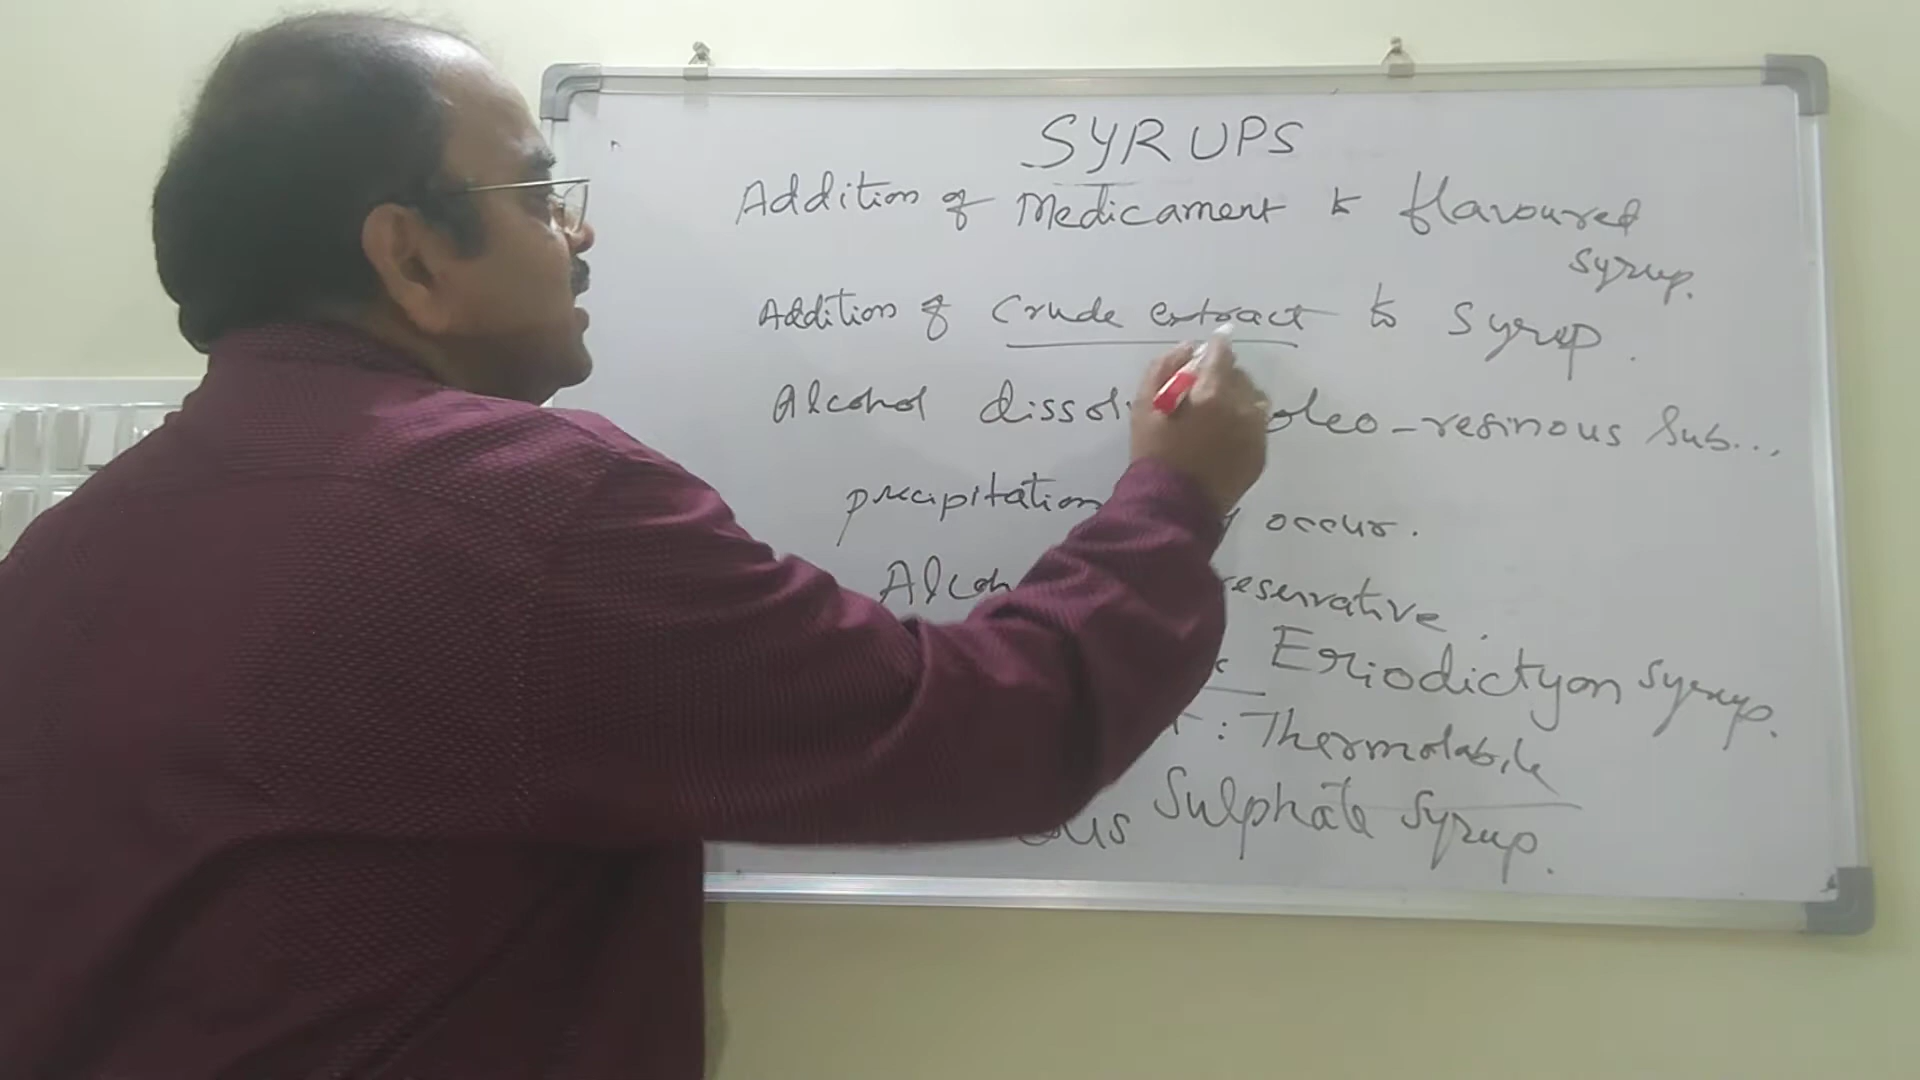 SYRUPS
Addition of Medicament to flavoured
syrup.
Addition of Crude extract to Syrup.
Alcohol oleo-resinous Sub...
precipitation occur.
Eriodictyon Syrup.
: Thermolabile
Sulphate Syrup.